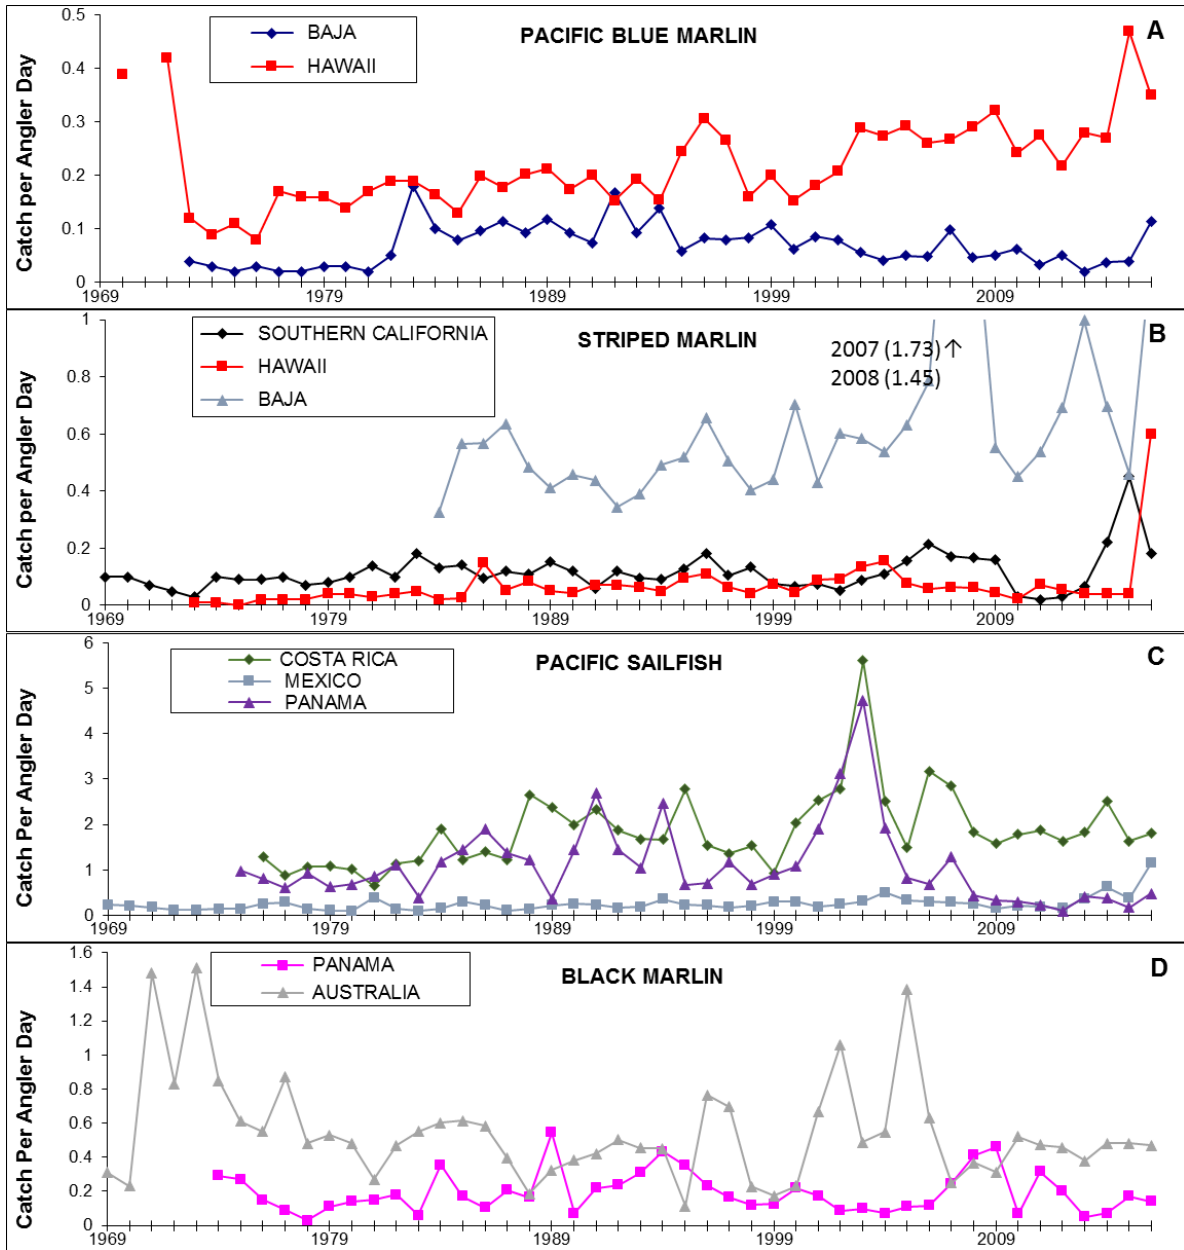 PACIFIC BLUE MARLIN
A
BAJA
HAWAII
Catch per Angler Day
0.5
0.4
0.3
0.2
0.1
0
1969
1979
1989
1999
2009
STRIPED MARLIN
B
SOUTHERN CALIFORNIA
HAWAII
BAJA
2007 (1.73) ↑
2008 (1.45)
Catch per Angler Day
1
0.8
0.6
0.4
0.2
0
1969
1979
1989
1999
2009
PACIFIC SAILFISH
C
COSTA RICA
MEXICO
PANAMA
Catch Per Angler Day
6
5
4
3
2
1
0
1969
1979
1989
1999
2009
BLACK MARLIN
D
PANAMA
AUSTRALIA
Catch Per Angler Day
1.6
1.4
1.2
1
0.8
0.6
0.4
0.2
0
1969
1979
1989
1999
2009